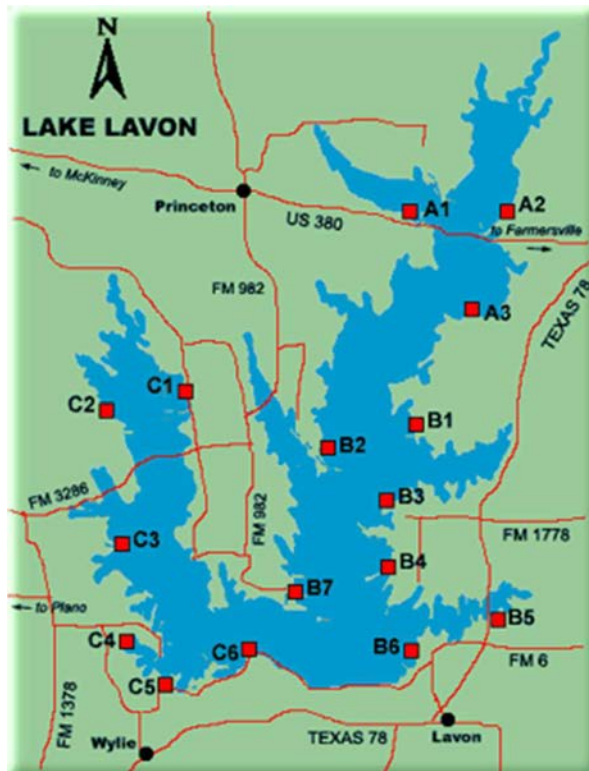 N
LAKE LAVON
to McKinney
Princeton
US 380
A1
A2
to Farmersville
FM 982
A3
TEXAS 78
C1
C2
B1
B2
FM 3286
B3
FM 982
FM 1778
C3
B4
B7
to Plano
B5
C4
C6
B6
FM 6
C5
FM 1378
Lavon
TEXAS 78
Wylie